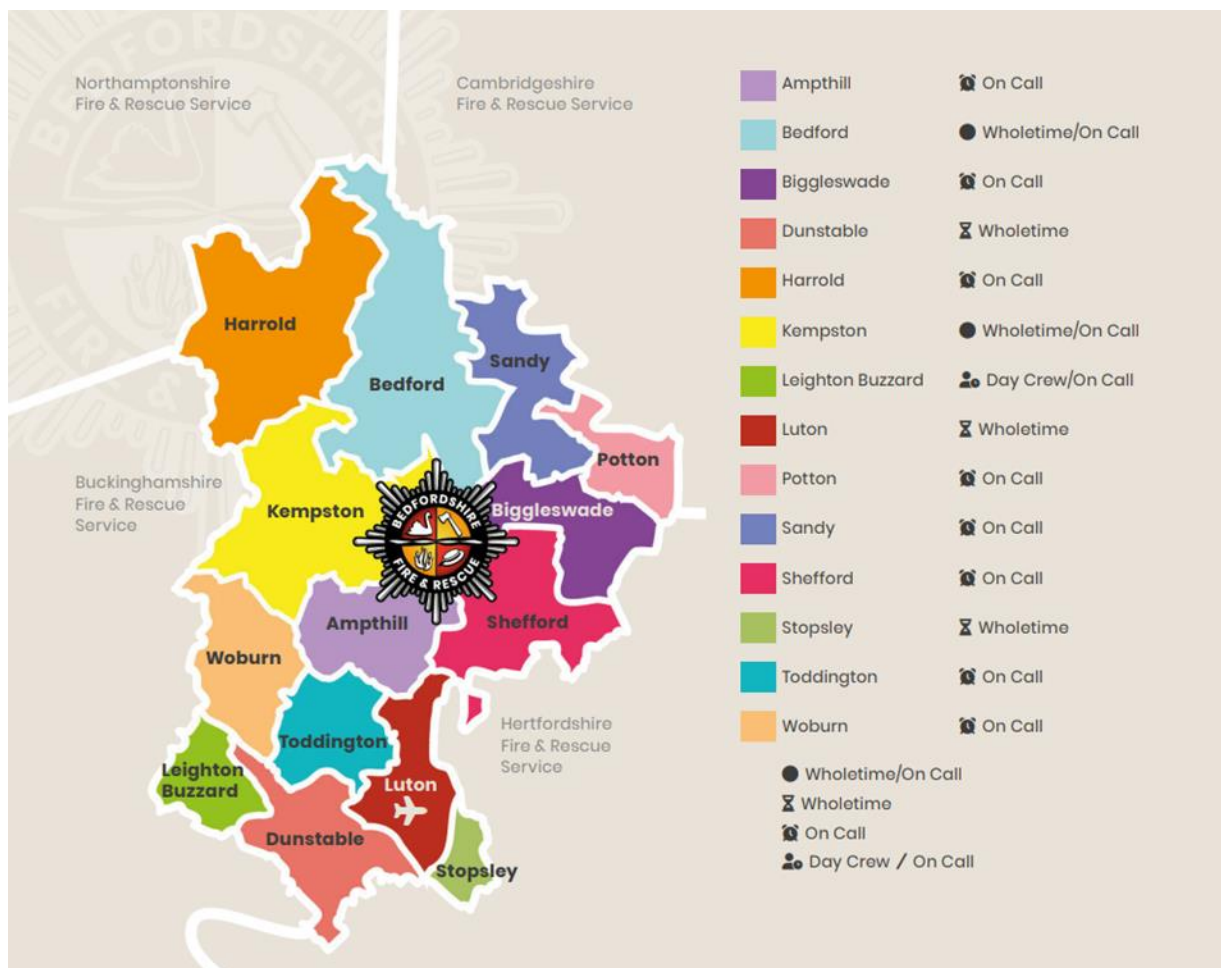 BEDFORDSHIRE
FIRE &
Northamptonshire
Fire & Rescue Service
Cambridgeshire
Fire & Rescue Service
Buckinghamshire
Fire & Rescue
Service
Hertfordshire
Fire & Rescue
Service
Harrold
Bedford
Sandy
Potton
Kempston
Biggleswade
BEDFORDSHIRE
FIRE & RESCUE
Ampthill
Shefford
Woburn
Toddington
Leighton
Buzzard
Luton
Dunstable
Stopsley
Ampthill On Call
Bedford Wholetime/On Call
Biggleswade On Call
Dunstable Wholetime
Harrold On Call
Kempston Wholetime/On Call
Leighton Buzzard Day Crew/On Call
Luton Wholetime
Potton On Call
Sandy On Call
Shefford On Call
Stopsley Wholetime
Toddington On Call
Woburn On Call
Wholetime/On Call
Wholetime
On Call
Day Crew / On Call